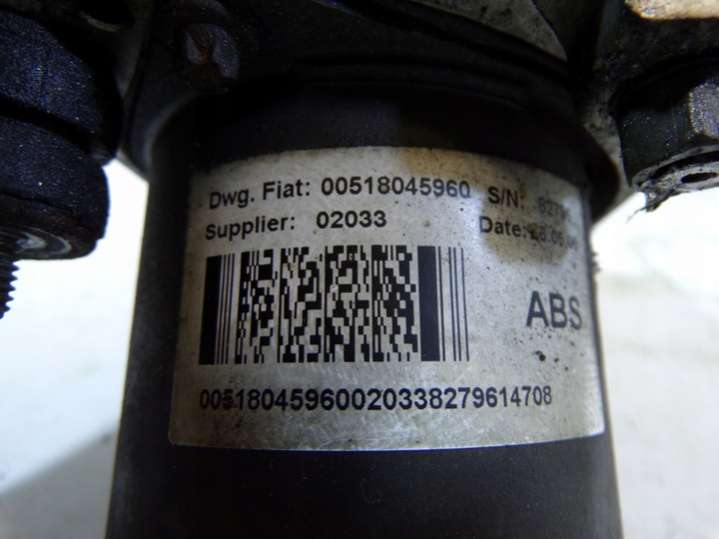 Dwg. Fiat: 00518045960 S/N:
Supplier: 02033 Date:
ABS
00518045960020338279614708